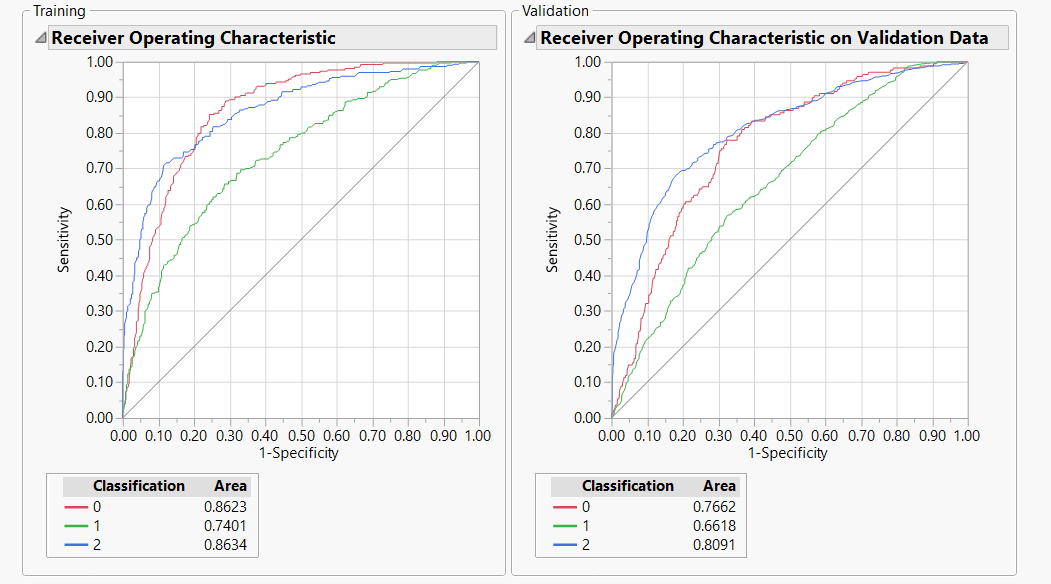 Training
Receiver Operating Characteristic
1.00
0.90
0.80
0.70
0.60
0.50
0.40
0.30
0.20
0.10
0.00
Sensitivity
0.00 0.10 0.20 0.30 0.40 0.50 0.60 0.70 0.80 0.90 1.00
1-Specificity
Classification Area
0 0.8623
1 0.7401
2 0.8634
Validation
Receiver Operating Characteristic on Validation Data
1.00
0.90
0.80
0.70
0.60
0.50
0.40
0.30
0.20
0.10
0.00
Sensitivity
0.00 0.10 0.20 0.30 0.40 0.50 0.60 0.70 0.80 0.90 1.00
1-Specificity
Classification Area
0 0.7662
1 0.6618
2 0.8091